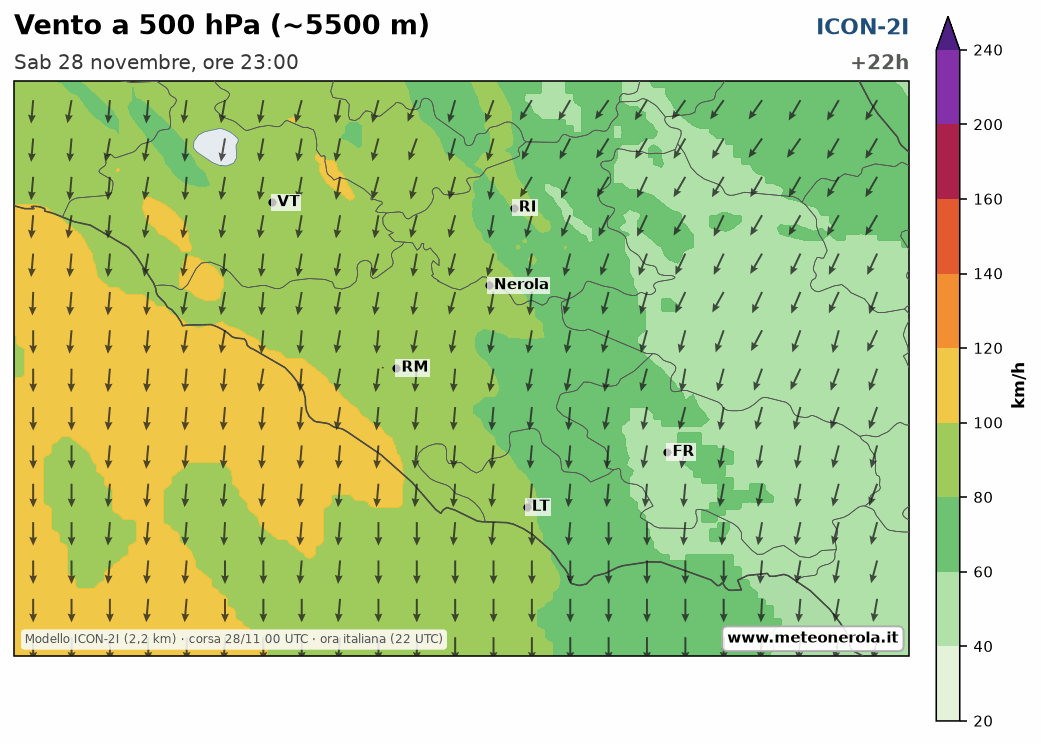 Vento a 500 hPa (~5500 m)
ICON-2I
Sab 28 novembre, ore 23:00
+22h
VT
RI
Nerola
RM
FR
LT
Modello ICON-2I (2,2 km) · corsa 28/11 00 UTC · ora italiana (22 UTC)
www.meteonerola.it
240
200
160
140
120
100
80
60
40
20
km/h